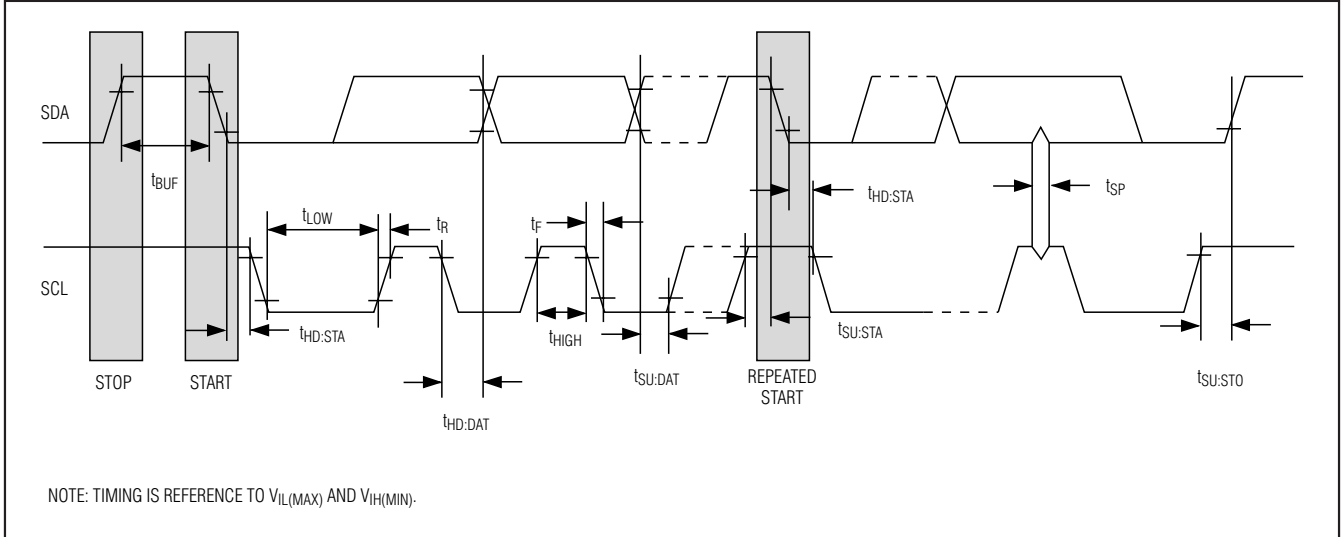 SDA
tBUF
tHD:STA
tSP
tLOW
tR
tF
SCL
tHD:STA
tHIGH
tSU:STA
tSU:DAT
STOP
START
REPEATED
START
tSU:STO
tHD:DAT
NOTE: TIMING IS REFERENCE TO VIL(MAX) AND VIH(MIN).